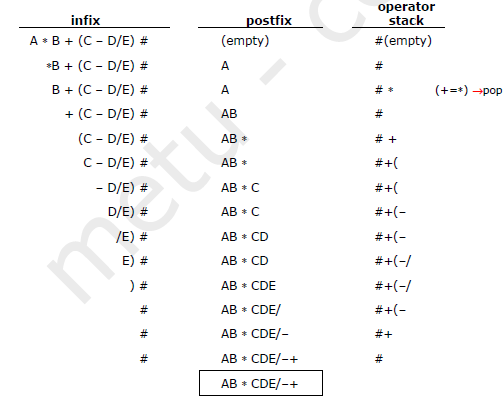 operator
infix postfix stack
A * B + (C – D/E) # (empty) #(empty)
*B + (C – D/E) # A #
B + (C – D/E) # A # * (+=*) →pop
+ (C – D/E) # AB #
(C – D/E) # AB * # +
C – D/E) # AB * #+(
– D/E) # AB * C #+(
D/E) # AB * C #+(–
/E) # AB * CD #+(–
E) # AB * CD #+(–/
) # AB * CDE #+(–/
# AB * CDE/ #+(–
# AB * CDE/– #+
# AB * CDE/–+ #
AB * CDE/–+
metu - c